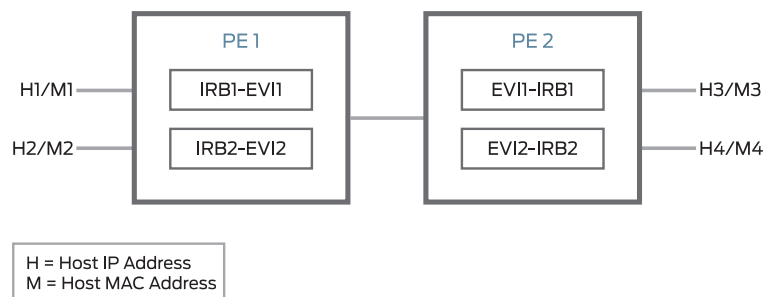 PE 1
PE 2
H1/M1
IRB1-EVI1
EVI1-IRB1
H3/M3
H2/M2
IRB2-EVI2
EVI2-IRB2
H4/M4
H = Host IP Address
M = Host MAC Address